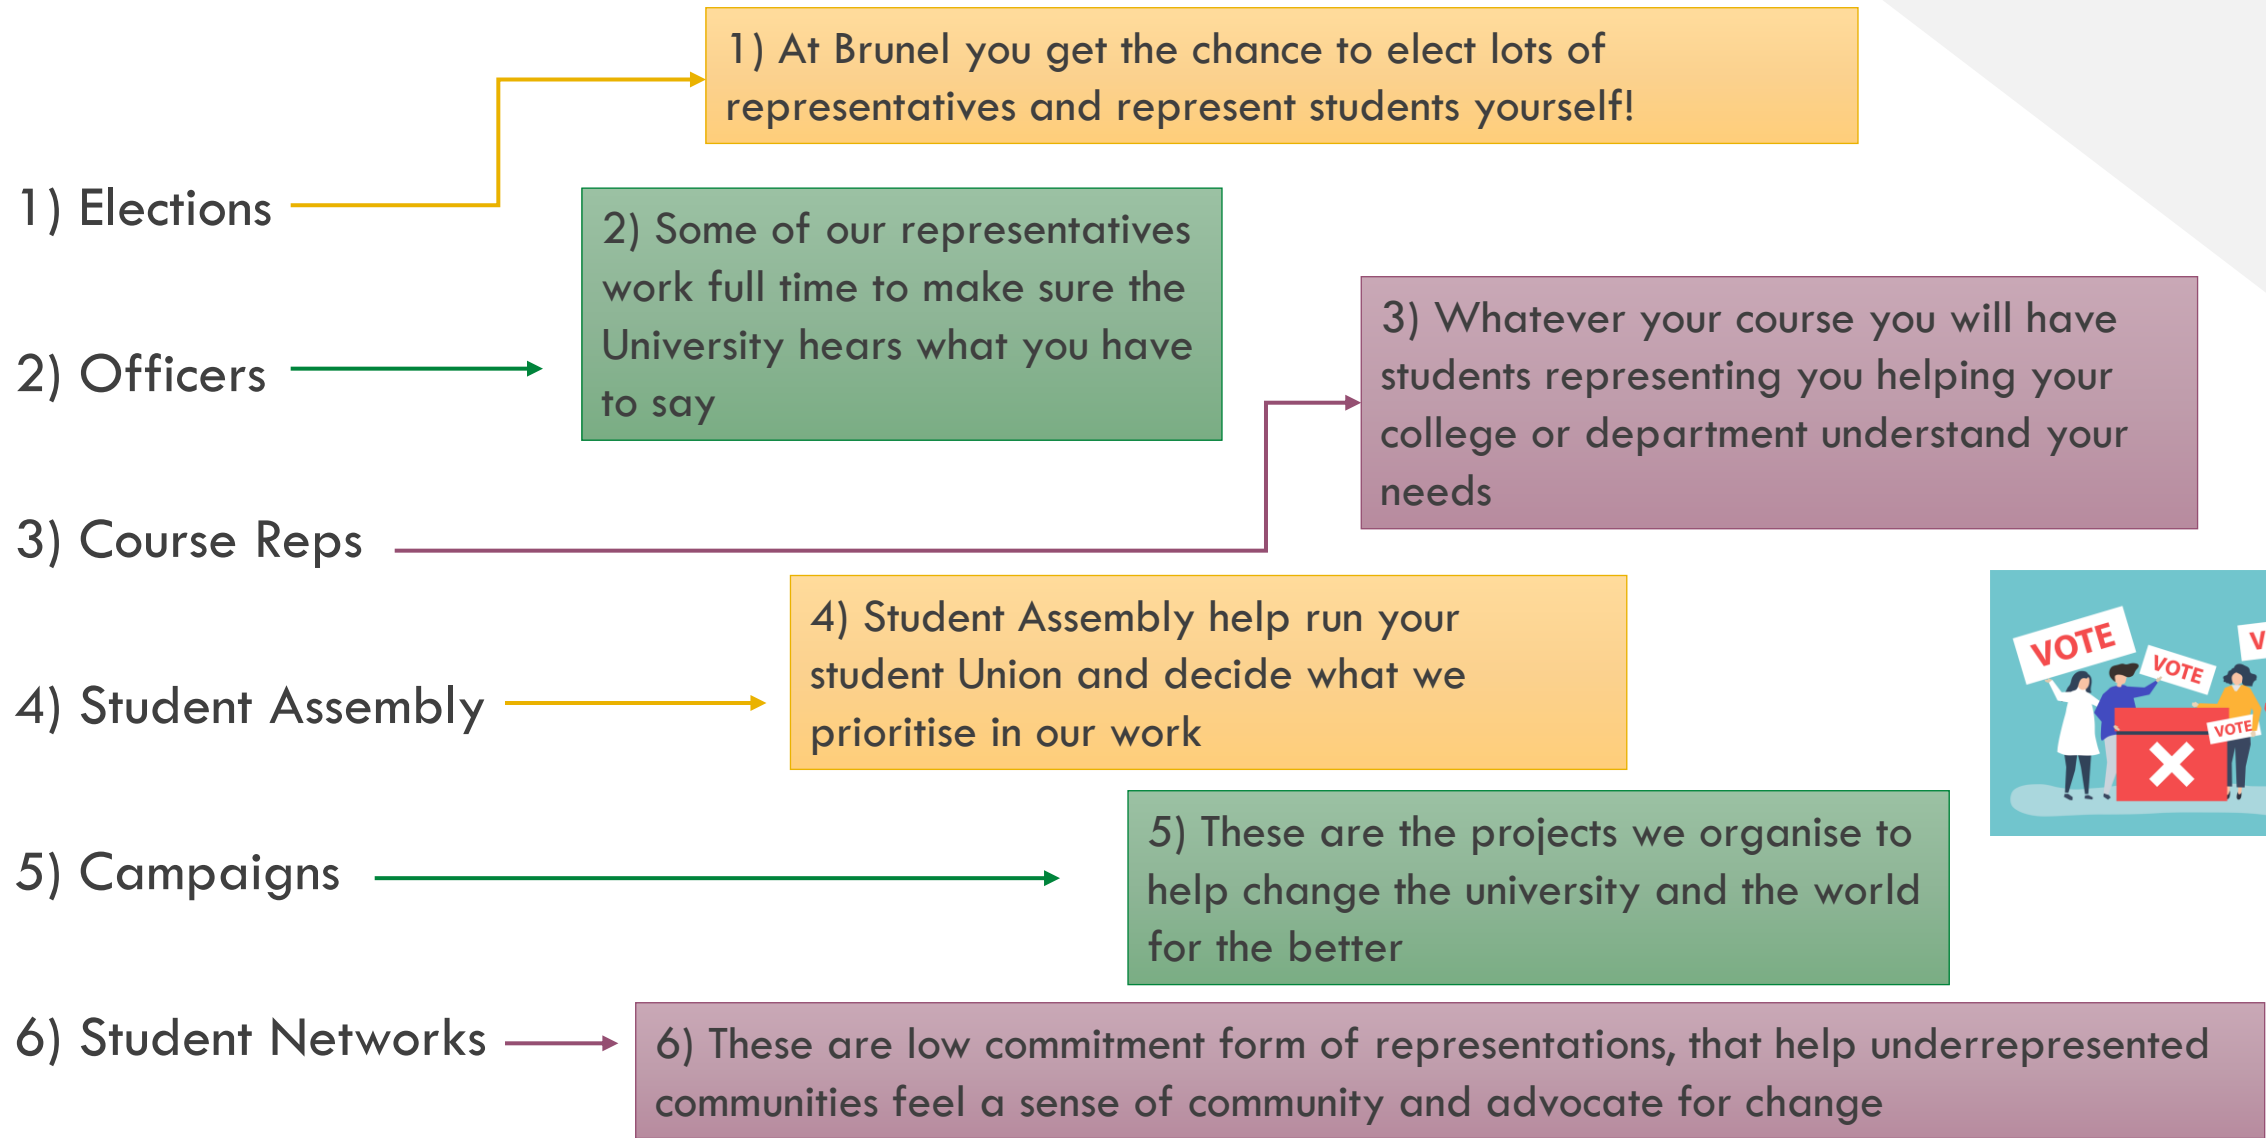 1) At Brunel you get the chance to elect lots of
representatives and represent students yourself!
1) Elections
2) Some of our representatives
work full time to make sure the
University hears what you have
to say
2) Officers
3) Whatever your course you will have
students representing you helping your
college or department understand your
needs
3) Course Reps
4) Student Assembly help run your
student Union and decide what we
prioritise in our work
4) Student Assembly
VOTE
VOTE
V
VOTE
5) These are the projects we organise to
help change the university and the world
for the better
5) Campaigns
6) Student Networks
6) These are low commitment form of representations, that help underrepresented
communities feel a sense of community and advocate for change